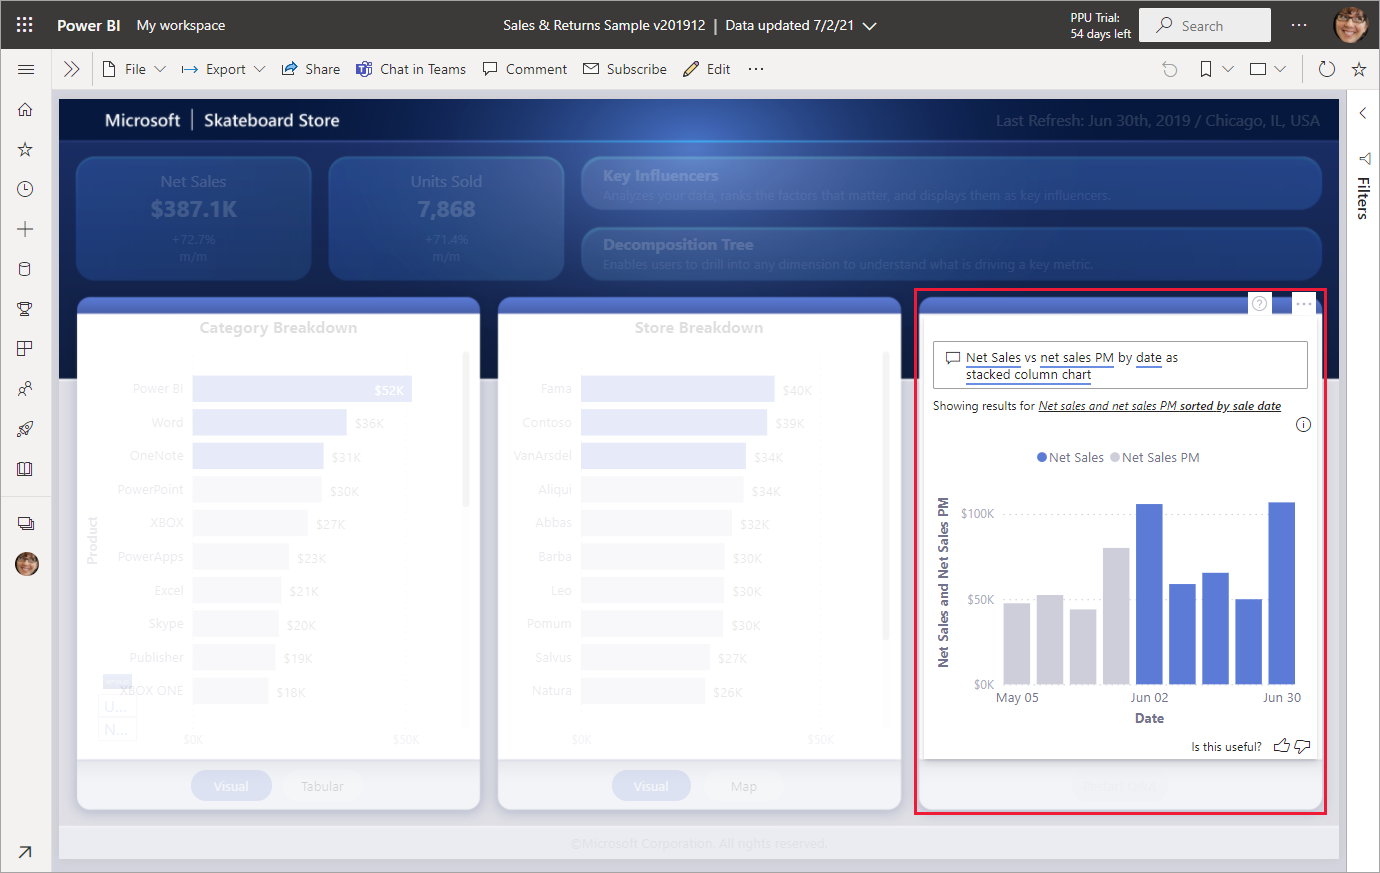 Power BI My workspace
Sales & Returns Sample v201912 | Data updated 7/2/21
PPU Trial:
54 days left
Search
File Export Share Chat in Teams Comment Subscribe Edit
Microsoft | Skateboard Store
Last Refresh: Jun 30th, 2019 / Chicago, IL, USA
Net Sales
$387.1K
+72.7%
m/m
Units Sold
7,868
+71.4%
m/m
Key Influencers
Analyzes your data, ranks the factors that matter, and displays them as key influencers.
Decomposition Tree
Enables users to drill into any dimension to understand what is driving a key metric.
Filters
Category Breakdown
Product
Power BI $52K
Word $36K
OneNote $31K
PowerPoint $30K
XBOX $27K
PowerApps $23K
Excel $21K
Skype $20K
Publisher $19K
XBOX ONE $18K
U...
N...
$0K $50K
Visual Tabular
Store Breakdown
Fama $40K
Contoso $39K
VanArsdel $34K
Aliqui $34K
Abbas $32K
Barba $30K
Leo $30K
Pomum $30K
Salvus $27K
Natura $26K
$0K $50K
Visual Map
Net Sales vs net sales PM by date as
stacked column chart
Showing results for Net sales and net sales PM sorted by sale date
Net Sales Net Sales PM
Net Sales and Net Sales PM
$100K
$50K
$0K
May 05 Jun 02 Jun 30
Date
Is this useful?
©Microsoft Corporation. All rights reserved.